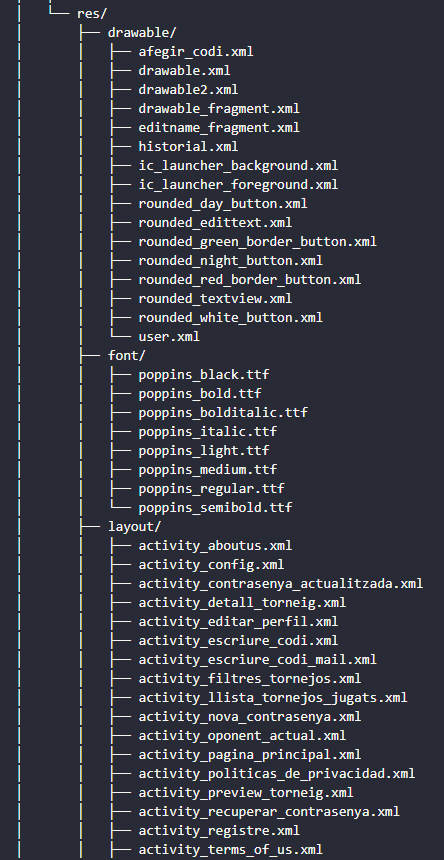 │   └── res/
│       ├── drawable/
│       │   ├── afegir_codi.xml
│       │   ├── drawable.xml
│       │   ├── drawable2.xml
│       │   ├── drawable_fragment.xml
│       │   ├── editname_fragment.xml
│       │   ├── historial.xml
│       │   ├── ic_launcher_background.xml
│       │   ├── ic_launcher_foreground.xml
│       │   ├── rounded_day_button.xml
│       │   ├── rounded_edittext.xml
│       │   ├── rounded_green_border_button.xml
│       │   ├── rounded_night_button.xml
│       │   ├── rounded_red_border_button.xml
│       │   ├── rounded_textview.xml
│       │   ├── rounded_white_button.xml
│       │   └── user.xml
│       ├── font/
│       │   ├── poppins_black.ttf
│       │   ├── poppins_bold.ttf
│       │   ├── poppins_bolditalic.ttf
│       │   ├── poppins_italic.ttf
│       │   ├── poppins_light.ttf
│       │   ├── poppins_medium.ttf
│       │   ├── poppins_regular.ttf
│       │   └── poppins_semibold.ttf
│       ├── layout/
│       │   ├── activity_aboutus.xml
│       │   ├── activity_config.xml
│       │   ├── activity_contrasenya_actualitzada.xml
│       │   ├── activity_detall_torneig.xml
│       │   ├── activity_editar_perfil.xml
│       │   ├── activity_escriure_codi.xml
│       │   ├── activity_escriure_codi_mail.xml
│       │   ├── activity_filtres_tornejos.xml
│       │   ├── activity_llista_tornejos_jugats.xml
│       │   ├── activity_nova_contrasenya.xml
│       │   ├── activity_oponent_actual.xml
│       │   ├── activity_pagina_principal.xml
│       │   ├── activity_politicas_de_privacidad.xml
│       │   ├── activity_preview_torneig.xml
│       │   ├── activity_recuperar_contrasenya.xml
│       │   ├── activity_registre.xml
│       │   ├── activity_terms_of_us.xml